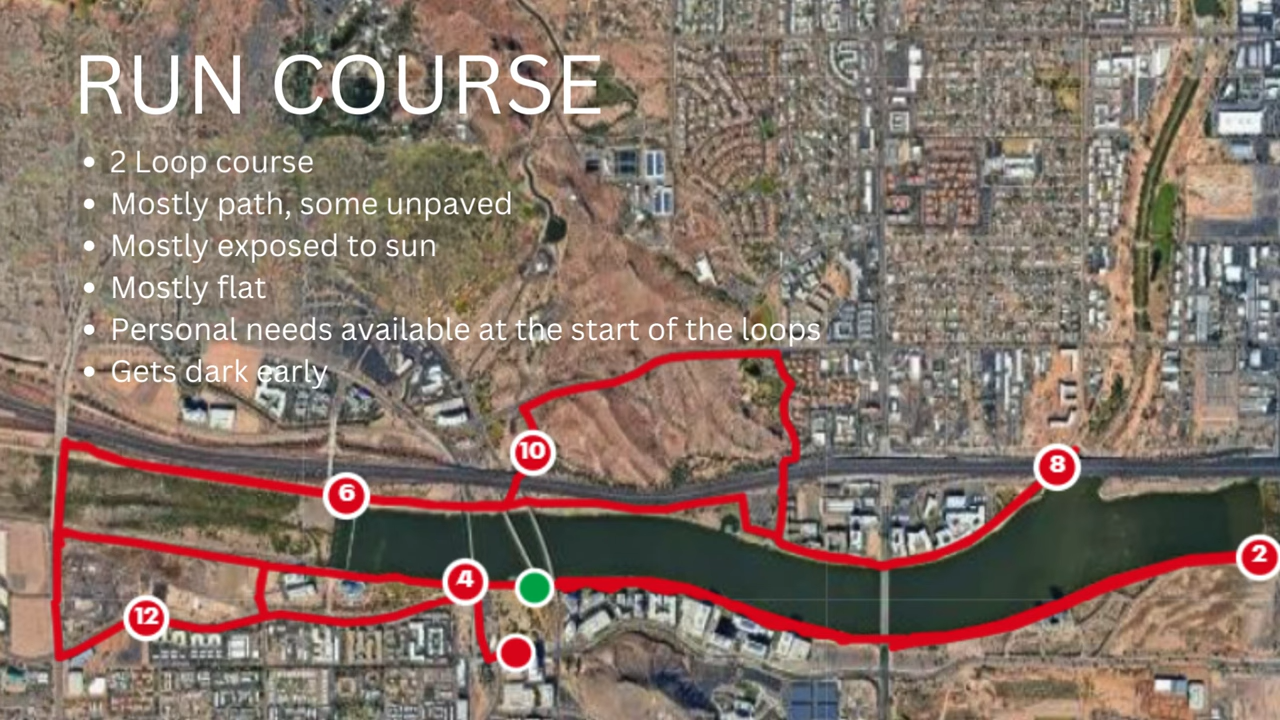 RUN COURSE
• 2 Loop course
• Mostly path, some unpaved
• Mostly exposed to sun
• Mostly flat
• Personal needs available at the start of the loops
• Gets dark early
10
8
6
2
4
12